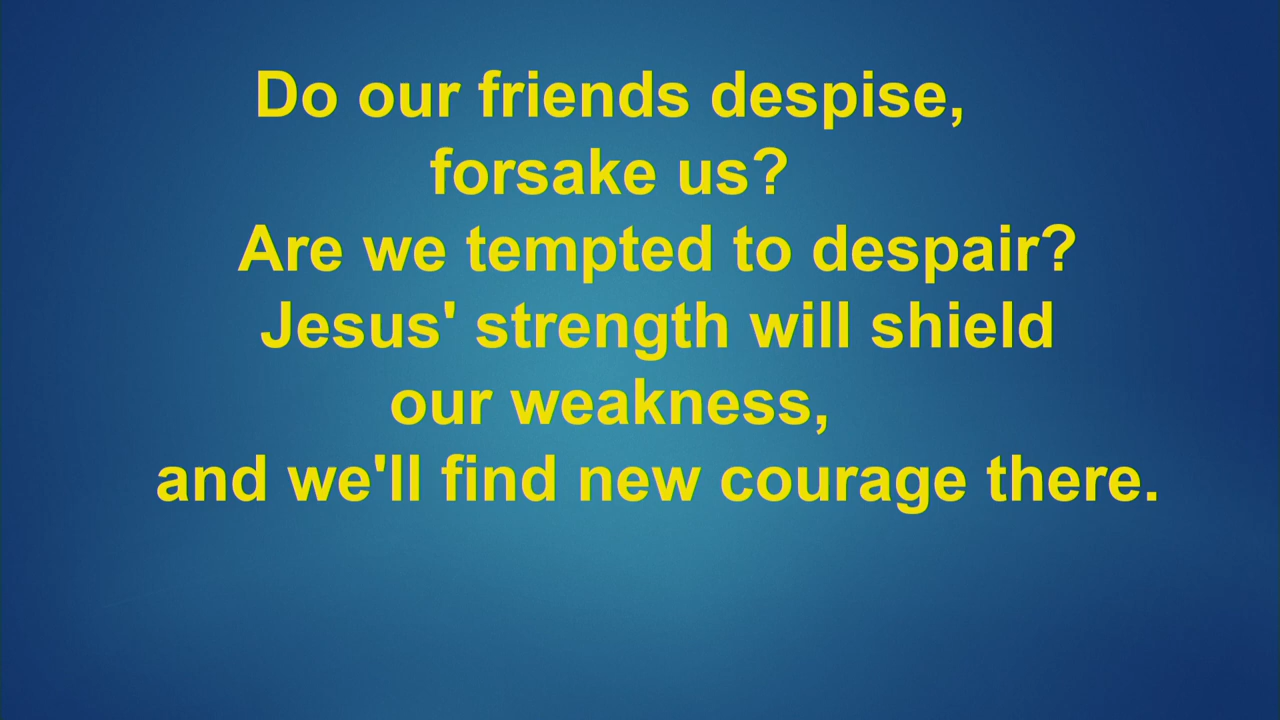 Do our friends despise,
forsake us?
Are we tempted to despair?
Jesus' strength will shield
our weakness,
and we'll find new courage there.